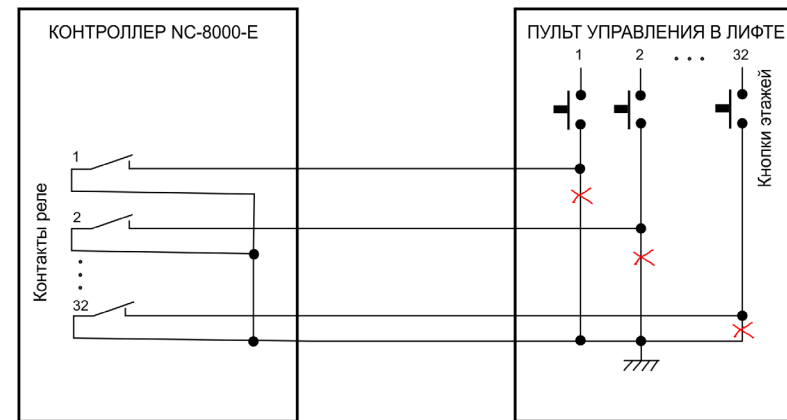 КОНТРОЛЛЕР NC-8000-E
ПУЛЬТ УПРАВЛЕНИЯ В ЛИФТЕ
1 2 32
Кнопки этажей
Контакты реле
1
2
32